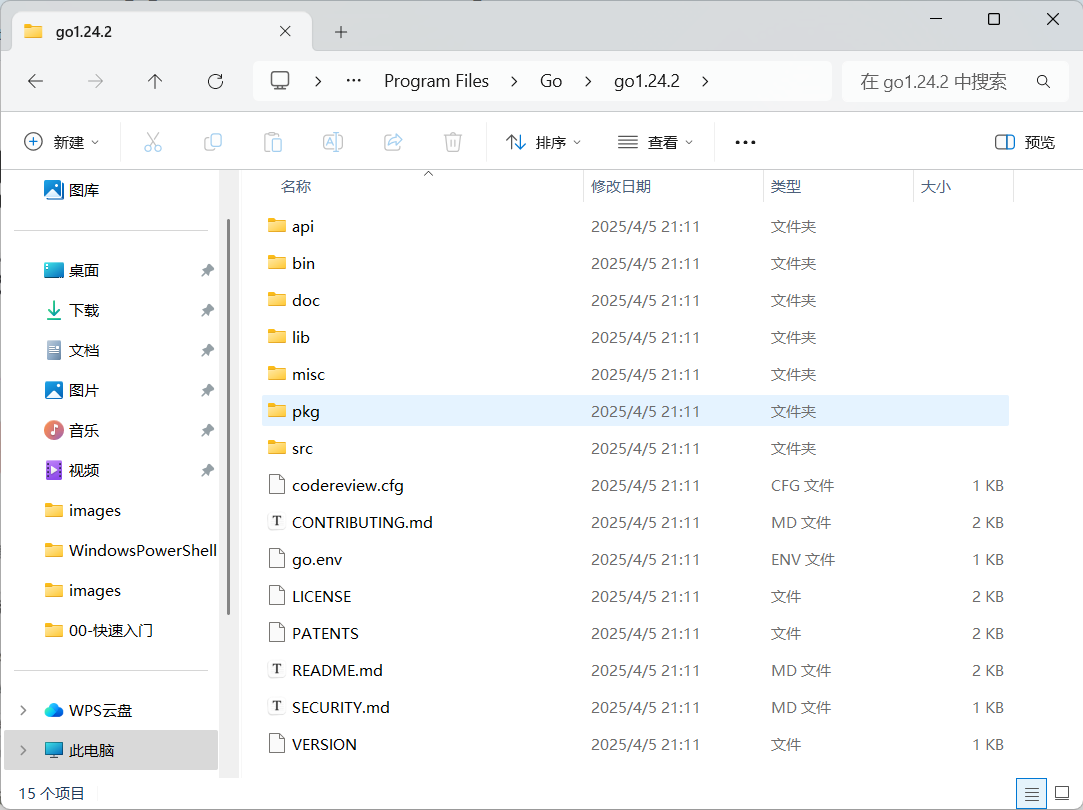 go1.24.2
Program Files Go go1.24.2
在 go1.24.2 中搜索
新建 排序 查看 预览
图库
桌面
下载
文档
图片
音乐
视频
images
WindowsPowerShell
images
00-快速入门
WPS云盘
此电脑
名称 修改日期 类型 大小
api 2025/4/5 21:11 文件夹
bin 2025/4/5 21:11 文件夹
doc 2025/4/5 21:11 文件夹
lib 2025/4/5 21:11 文件夹
misc 2025/4/5 21:11 文件夹
pkg 2025/4/5 21:11 文件夹
src 2025/4/5 21:11 文件夹
codereview.cfg 2025/4/5 21:11 CFG 文件 1 KB
CONTRIBUTING.md 2025/4/5 21:11 MD 文件 2 KB
go.env 2025/4/5 21:11 ENV 文件 1 KB
LICENSE 2025/4/5 21:11 文件 2 KB
PATENTS 2025/4/5 21:11 文件 2 KB
README.md 2025/4/5 21:11 MD 文件 2 KB
SECURITY.md 2025/4/5 21:11 MD 文件 1 KB
VERSION 2025/4/5 21:11 文件 1 KB
15 个项目